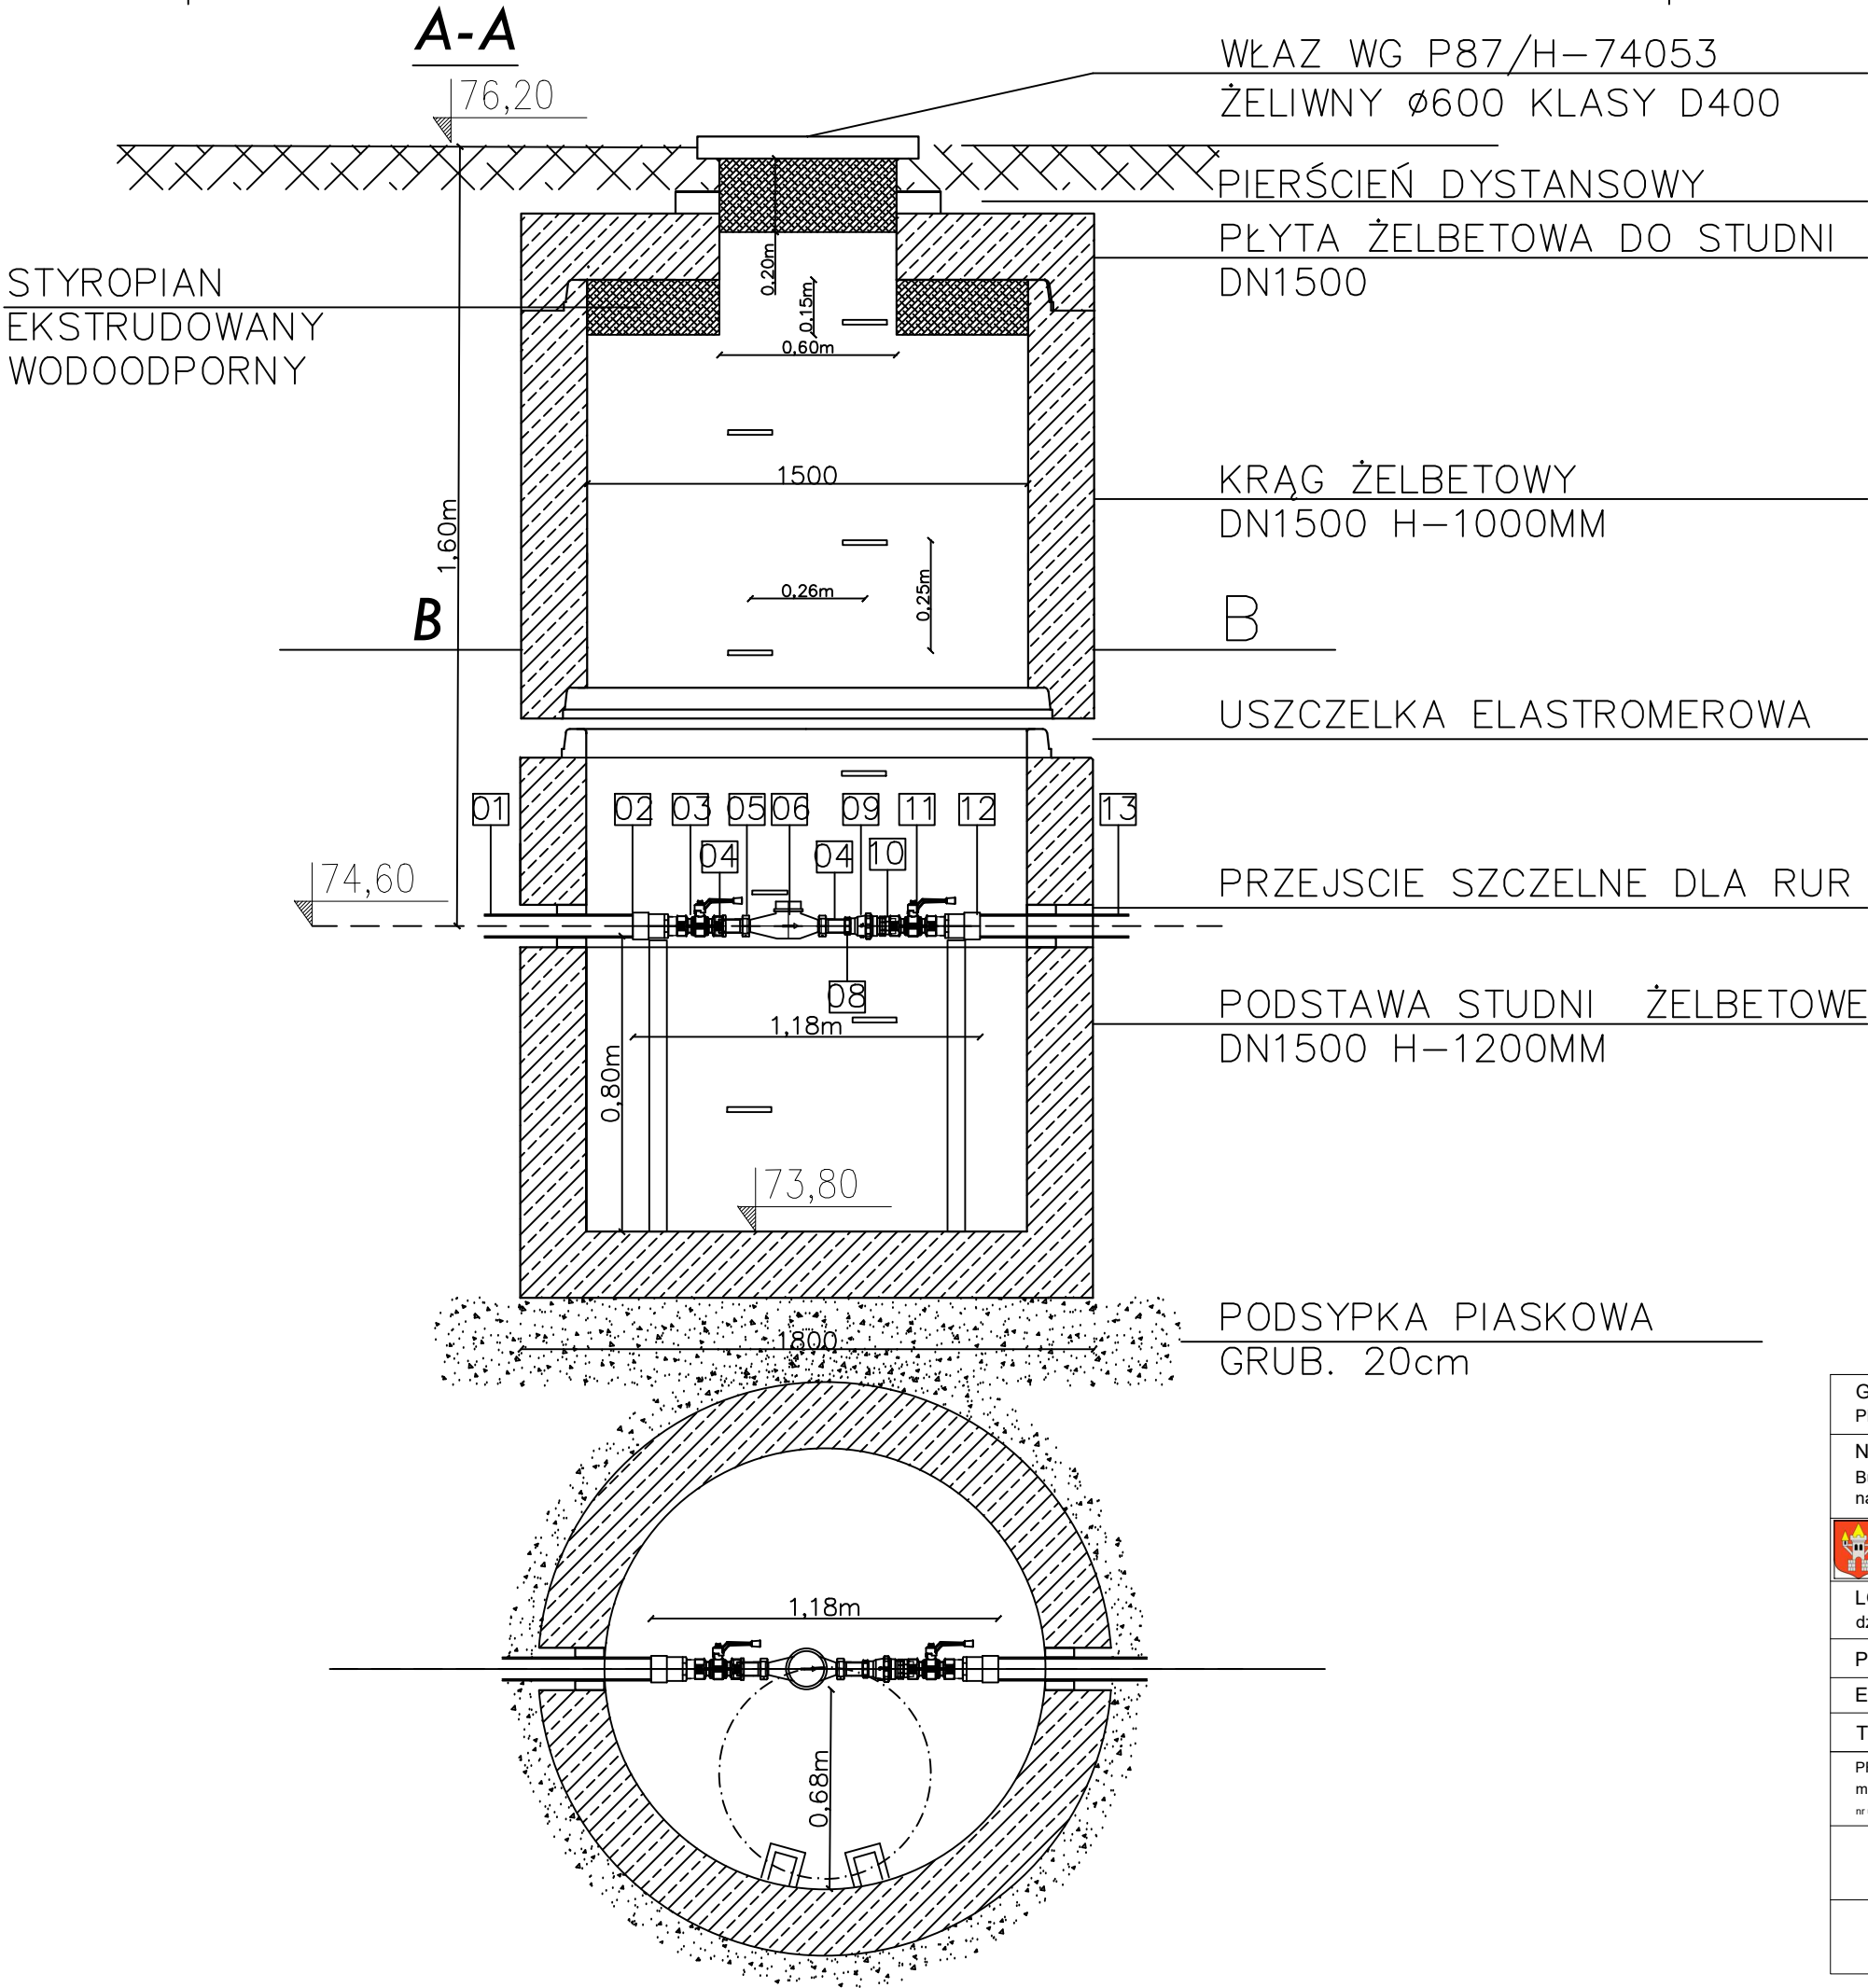 A-A
76,20
WŁAZ WG P87/H-74053
ŻELIWNY ø600 KLASY D400
PIERŚCIEŃ DYSTANSOWY
PŁYTA ŻELBETOWA DO STUDNI
DN1500
STYROPIAN
EKSTRUDOWANY
WODOODPORNY
0,20m
0,15m
0,60m
1500
KRĄG ŻELBETOWY
DN1500 H-1000MM
1,60m
0,26m
0,25m
B
B
USZCZELKA ELASTROMEROWA
01
02
03
05
06
09
11
12
13
04
04
10
74,60
PRZEJSCIE SZCZELNE DLA RUR
08
1,18m
PODSTAWA STUDNI ŻELBETOWE
DN1500 H-1200MM
0,80m
73,80
PODSYPKA PIASKOWA
GRUB. 20cm
1800
1,18m
0,68m
nr